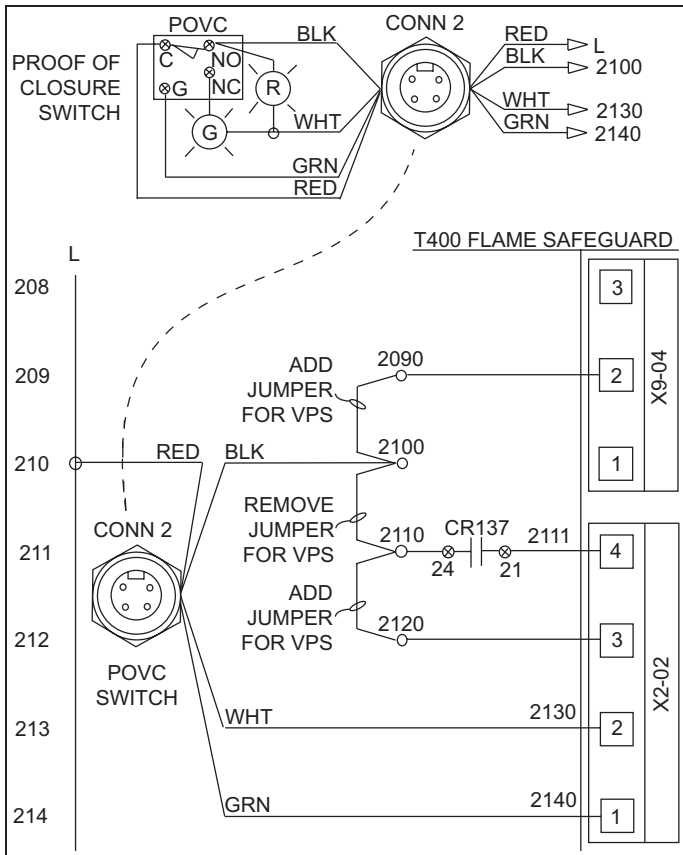 POVC
CONN 2
BLK
RED
L
BLK
2100
PROOF OF
CLOSURE
SWITCH
C
NO
G
NC
R
G
WHT
WHT
2130
GRN
2140
GRN
RED
T400 FLAME SAFEGUARD
L
208
3
209
ADD
JUMPER
FOR VPS
2090
2
X9-04
210
RED
BLK
2100
1
CONN 2
REMOVE
JUMPER
FOR VPS
211
2110
CR137
24
21
2111
4
ADD
JUMPER
FOR VPS
212
2120
3
X2-02
POVC
SWITCH
213
WHT
2130
2
214
GRN
2140
1